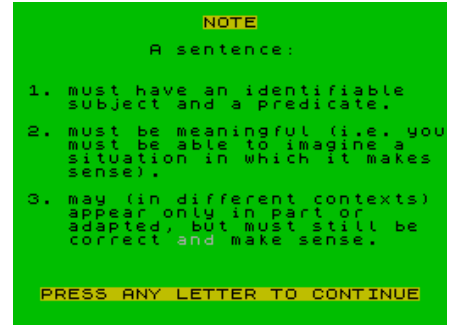 NOTE
A sentence:
1. must have an identifiable
subject and a predicate.
2. must be meaningful (i.e. you
must be able to imagine a
situation in which it makes
sense).
3. may (in different contexts)
appear only in part or
adapted, but must still be
correct and make sense.
PRESS ANY LETTER TO CONTINUE